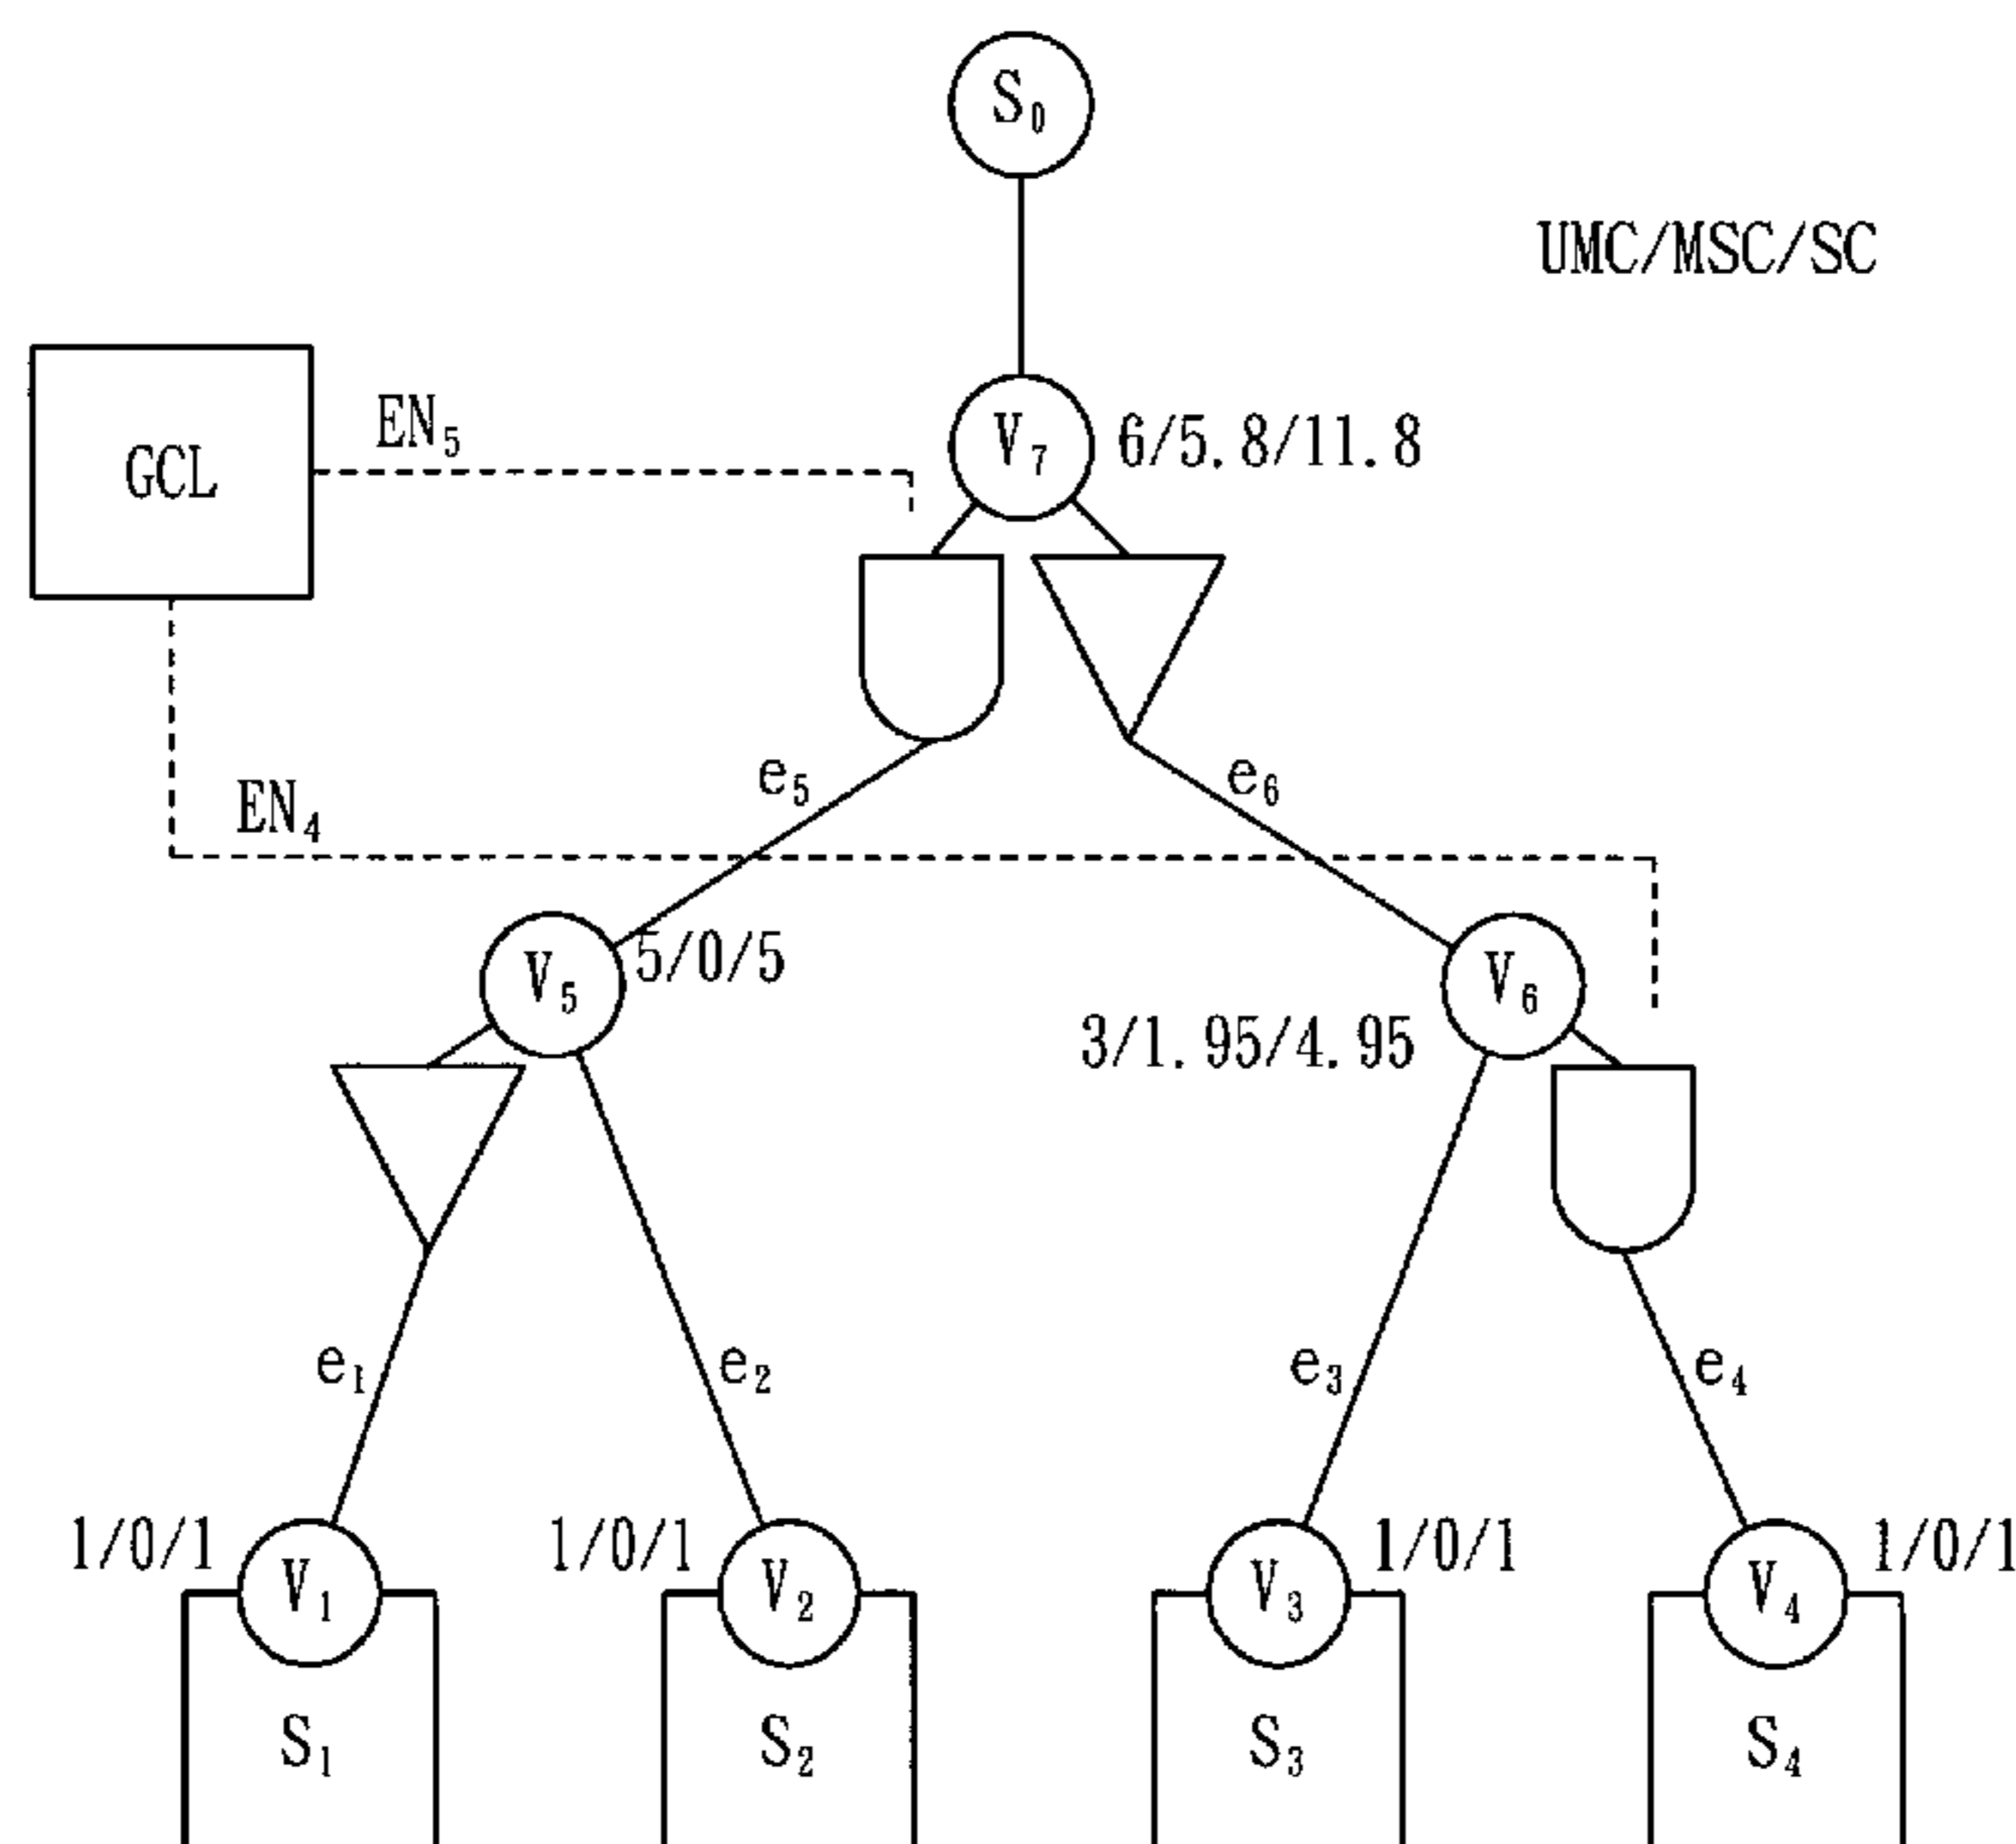 S₀
UMC/MSC/SC
GCL
EN₅
V₇
6/5.8/11.8
e₅
e₆
EN₄
V₅
5/0/5
V₆
3/1.95/4.95
e₁
e₂
e₃
e₄
1/0/1
V₁
1/0/1
V₂
V₃
1/0/1
V₄
1/0/1
S₁
S₂
S₃
S₄